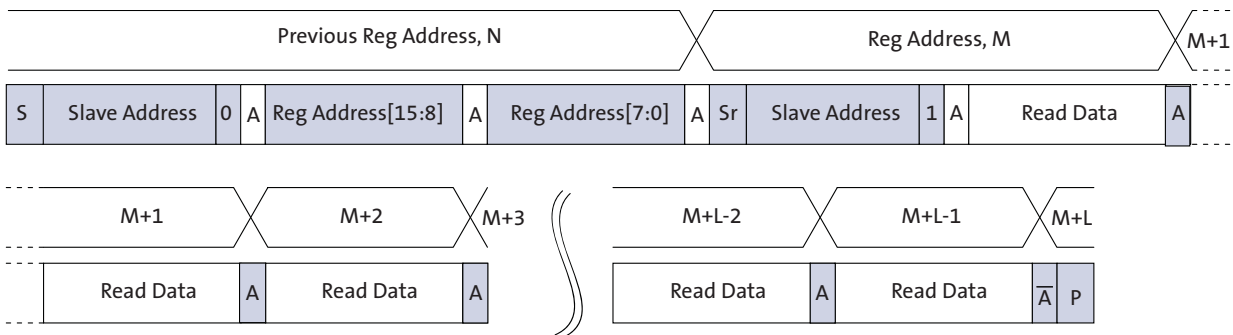 Previous Reg Address, N Reg Address, M M+1
S Slave Address 0 A Reg Address[15:8] A Reg Address[7:0] A Sr Slave Address 1 A Read Data A
M+1 M+2 M+3 M+L-2 M+L-1 M+L
Read Data A Read Data A Read Data A Read Data A̅ P